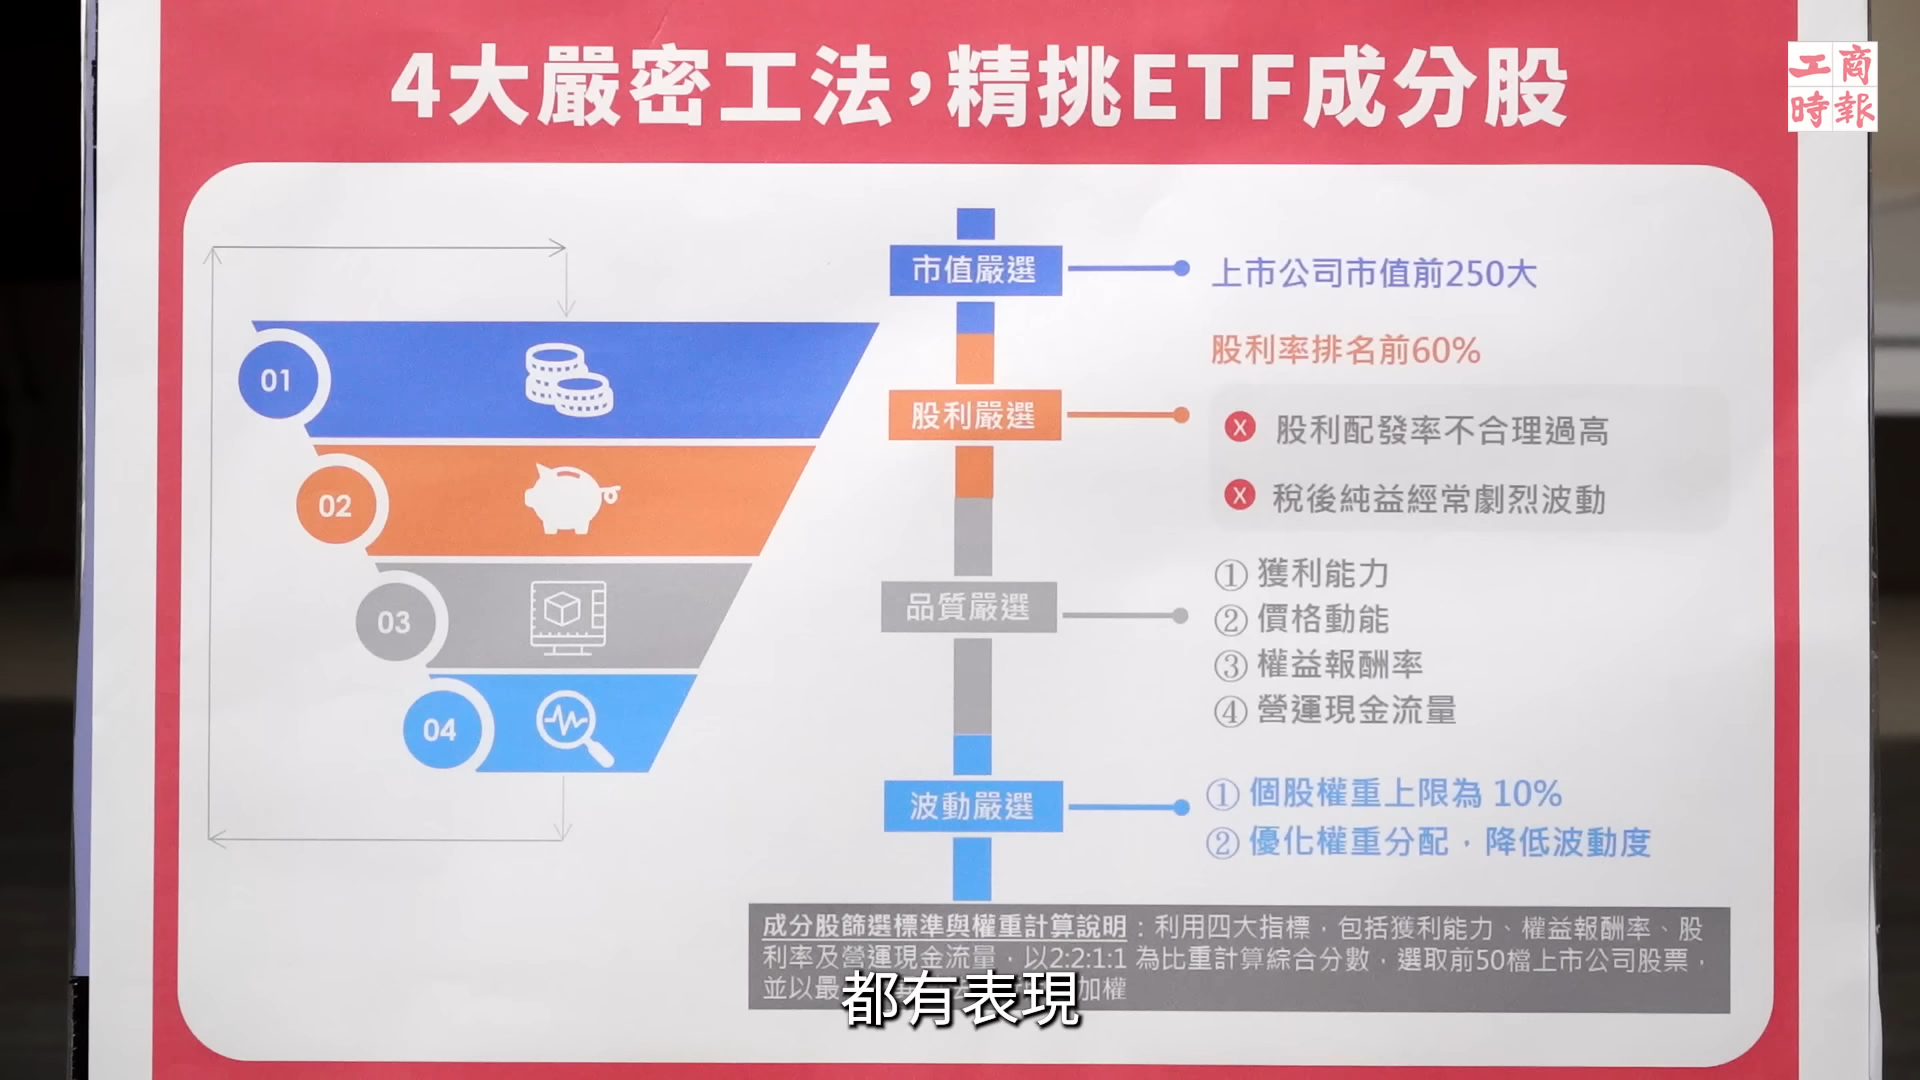 4大嚴密工法，精挑ETF成分股
工商
時報
01
02
03
04
市值嚴選
上市公司市值前250大
股利嚴選
股利率排名前60%
X 股利配發率不合理過高
X 稅後純益經常劇烈波動
品質嚴選
① 獲利能力
② 價格動能
③ 權益報酬率
④ 營運現金流量
波動嚴選
① 個股權重上限為 10%
② 優化權重分配，降低波動度
成分股篩選標準與權重計算說明：利用四大指標，包括獲利能力、權益報酬率、股
利率及營運現金流量，以2:2:1:1 為比重計算綜合分數，選取前50檔上市公司股票，
並以最 加權
都有表現